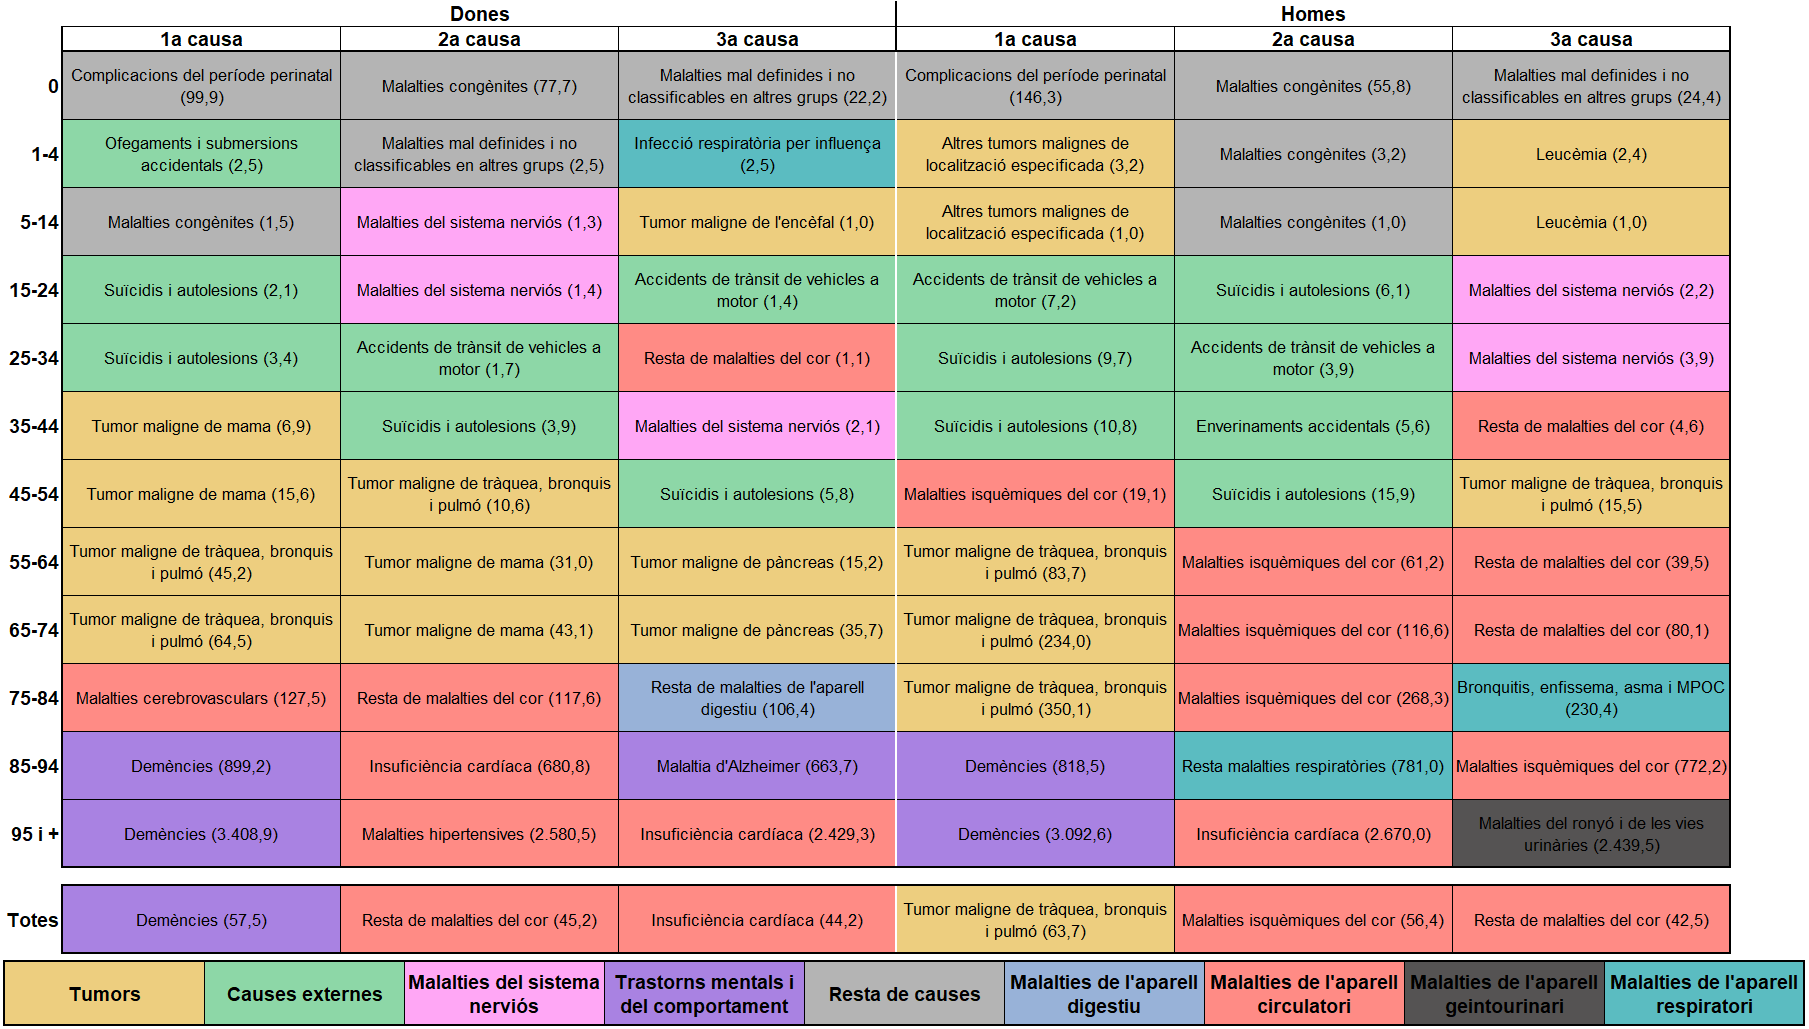 Dones Homes
1a causa 2a causa 3a causa 1a causa 2a causa 3a causa
0
Complicacions del període perinatal
(99,9)
Malalties congènites (77,7)
Malalties mal definides i no
classificables en altres grups (22,2)
Complicacions del període perinatal
(146,3)
Malalties congènites (55,8)
Malalties mal definides i no
classificables en altres grups (24,4)
1-4
Ofegaments i submersions
accidentals (2,5)
Malalties mal definides i no
classificables en altres grups (2,5)
Infecció respiratòria per influença
(2,5)
Altres tumors malignes de
localització especificada (3,2)
Malalties congènites (3,2)
Leucèmia (2,4)
5-14
Malalties congènites (1,5)
Malalties del sistema nerviós (1,3)
Tumor maligne de l'encèfal (1,0)
Altres tumors malignes de
localització especificada (1,0)
Malalties congènites (1,0)
Leucèmia (1,0)
15-24
Suïcidis i autolesions (2,1)
Malalties del sistema nerviós (1,4)
Accidents de trànsit de vehicles a
motor (1,4)
Accidents de trànsit de vehicles a
motor (7,2)
Suïcidis i autolesions (6,1)
Malalties del sistema nerviós (2,2)
25-34
Suïcidis i autolesions (3,4)
Accidents de trànsit de vehicles a
motor (1,7)
Resta de malalties del cor (1,1)
Suïcidis i autolesions (9,7)
Accidents de trànsit de vehicles a
motor (3,9)
Malalties del sistema nerviós (3,9)
35-44
Tumor maligne de mama (6,9)
Suïcidis i autolesions (3,9)
Malalties del sistema nerviós (2,1)
Suïcidis i autolesions (10,8)
Enverinaments accidentals (5,6)
Resta de malalties del cor (4,6)
45-54
Tumor maligne de mama (15,6)
Tumor maligne de tràquea, bronquis
i pulmó (10,6)
Suïcidis i autolesions (5,8)
Malalties isquèmiques del cor (19,1)
Suïcidis i autolesions (15,9)
Tumor maligne de tràquea, bronquis
i pulmó (15,5)
55-64
Tumor maligne de tràquea, bronquis
i pulmó (45,2)
Tumor maligne de mama (31,0)
Tumor maligne de pàncreas (15,2)
Tumor maligne de tràquea, bronquis
i pulmó (83,7)
Malalties isquèmiques del cor (61,2)
Resta de malalties del cor (39,5)
65-74
Tumor maligne de tràquea, bronquis
i pulmó (64,5)
Tumor maligne de mama (43,1)
Tumor maligne de pàncreas (35,7)
Tumor maligne de tràquea, bronquis
i pulmó (234,0)
Malalties isquèmiques del cor (116,6)
Resta de malalties del cor (80,1)
75-84
Malalties cerebrovasculars (127,5)
Resta de malalties del cor (117,6)
Resta de malalties de l'aparell
digestiu (106,4)
Tumor maligne de tràquea, bronquis
i pulmó (350,1)
Malalties isquèmiques del cor (268,3)
Bronquitis, enfissema, asma i MPOC
(230,4)
85-94
Demències (899,2)
Insuficiència cardíaca (680,8)
Malaltia d'Alzheimer (663,7)
Demències (818,5)
Resta malalties respiratòries (781,0)
Malalties isquèmiques del cor (772,2)
95 i +
Demències (3.408,9)
Malalties hipertensives (2.580,5)
Insuficiència cardíaca (2.429,3)
Demències (3.092,6)
Insuficiència cardíaca (2.670,0)
Malalties del ronyó i de les vies
urinàries (2.439,5)
Totes
Demències (57,5)
Resta de malalties del cor (45,2)
Insuficiència cardíaca (44,2)
Tumor maligne de tràquea, bronquis
i pulmó (63,7)
Malalties isquèmiques del cor (56,4)
Resta de malalties del cor (42,5)
Tumors
Causes externes
Malalties del sistema
nerviós
Trastorns mentals i
del comportament
Resta de causes
Malalties de l'aparell
digestiu
Malalties de l'aparell
circulatori
Malalties de l'aparell
geintourinari
Malalties de l'aparell
respiratori